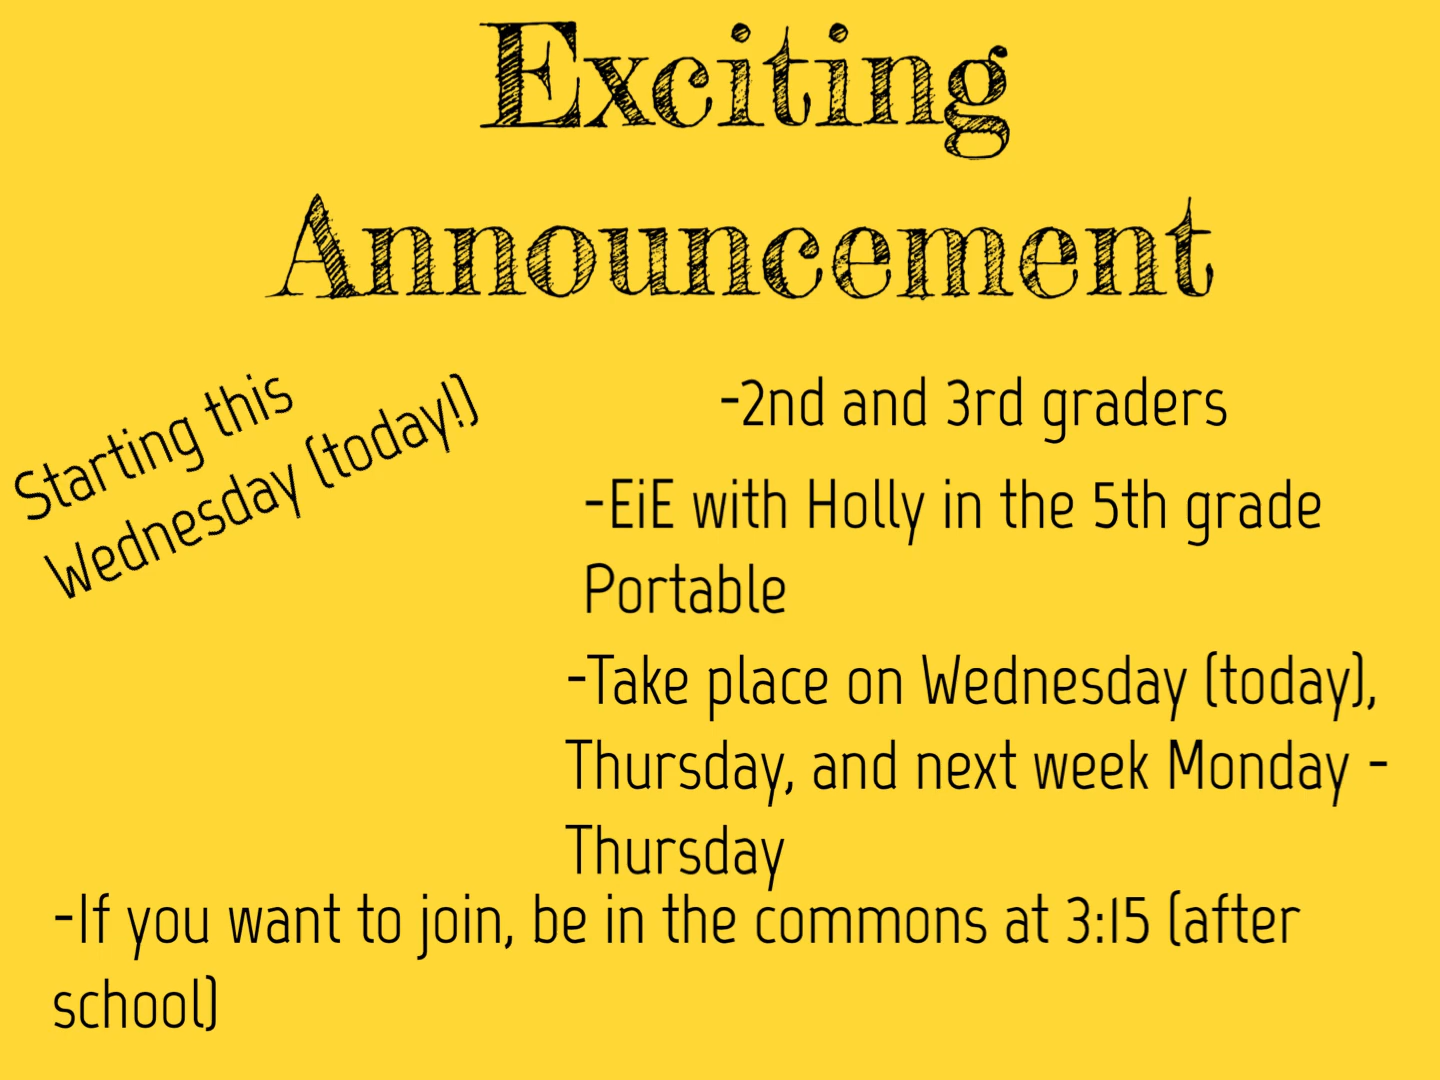 Exciting
Announcement
Starting this
Wednesday (today!)
-2nd and 3rd graders
-EiE with Holly in the 5th grade
Portable
-Take place on Wednesday (today),
Thursday, and next week Monday -
Thursday
-If you want to join, be in the commons at 3:15 (after
school)